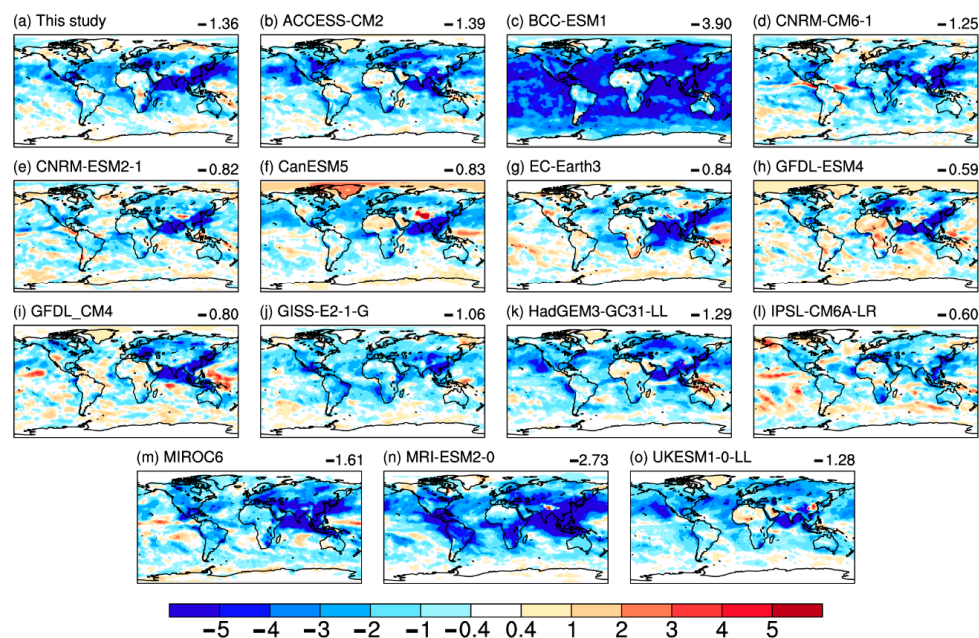 (a) This study −1.36
(b) ACCESS-CM2 −1.39
(c) BCC-ESM1 −3.90
(d) CNRM-CM6-1 −1.25
(e) CNRM-ESM2-1 −0.82
(f) CanESM5 −0.83
(g) EC-Earth3 −0.84
(h) GFDL-ESM4 −0.59
(i) GFDL_CM4 −0.80
(j) GISS-E2-1-G −1.06
(k) HadGEM3-GC31-LL −1.29
(l) IPSL-CM6A-LR −0.60
(m) MIROC6 −1.61
(n) MRI-ESM2-0 −2.73
(o) UKESM1-0-LL −1.28
−5 −4 −3 −2 −1 −0.4 0.4 1 2 3 4 5